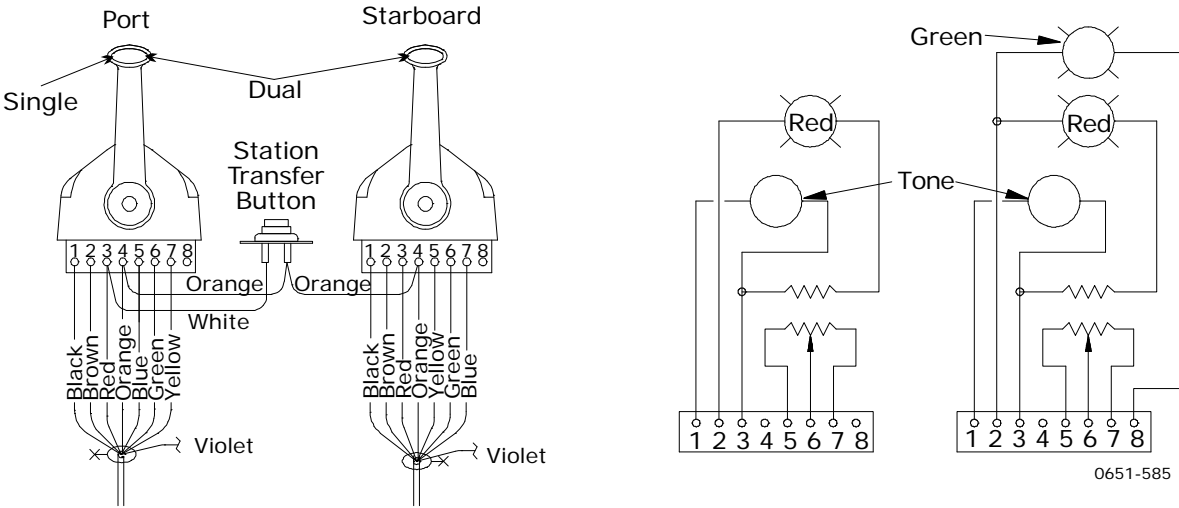 Port
Starboard
Single
Dual
Station
Transfer
Button
1 2 3 4 5 6 7 8
1 2 3 4 5 6 7 8
Orange
Orange
White
Black
Brown
Red
Orange
Blue
Green
Yellow
Black
Brown
Red
Orange
Yellow
Green
Blue
Violet
Violet
Green
Red
Red
Tone
1 2 3 4 5 6 7 8
1 2 3 4 5 6 7 8
0651-585